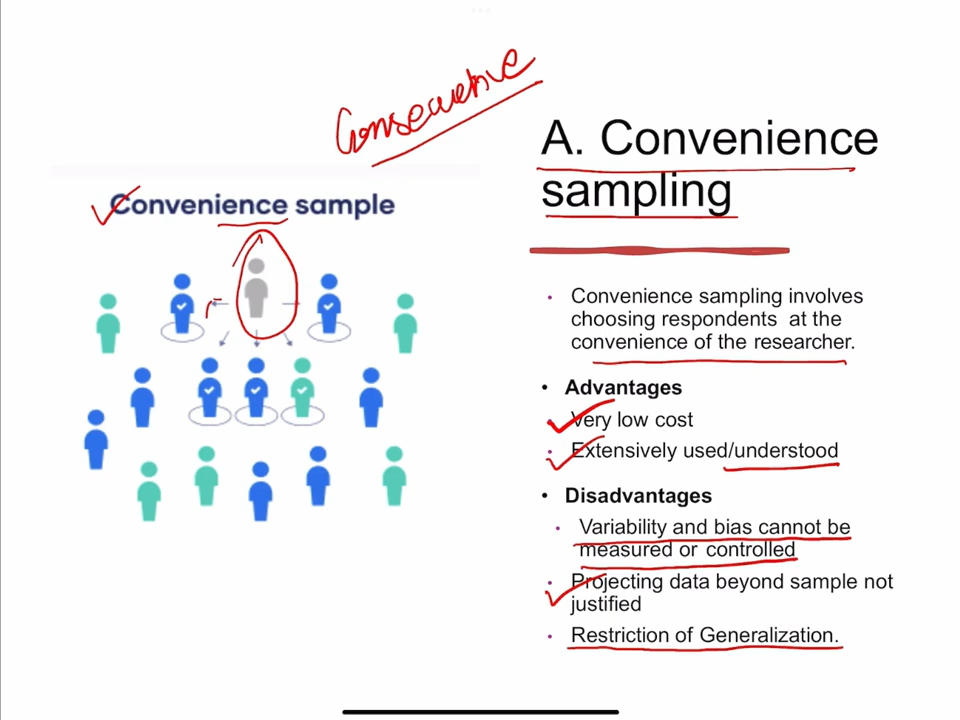 Consecutive
A. Convenience
sampling
Convenience sample
• Convenience sampling involves
choosing respondents at the
convenience of the researcher.
• Advantages
• Very low cost
• Extensively used/understood
• Disadvantages
• Variability and bias cannot be
measured or controlled
• Projecting data beyond sample not
justified
• Restriction of Generalization.